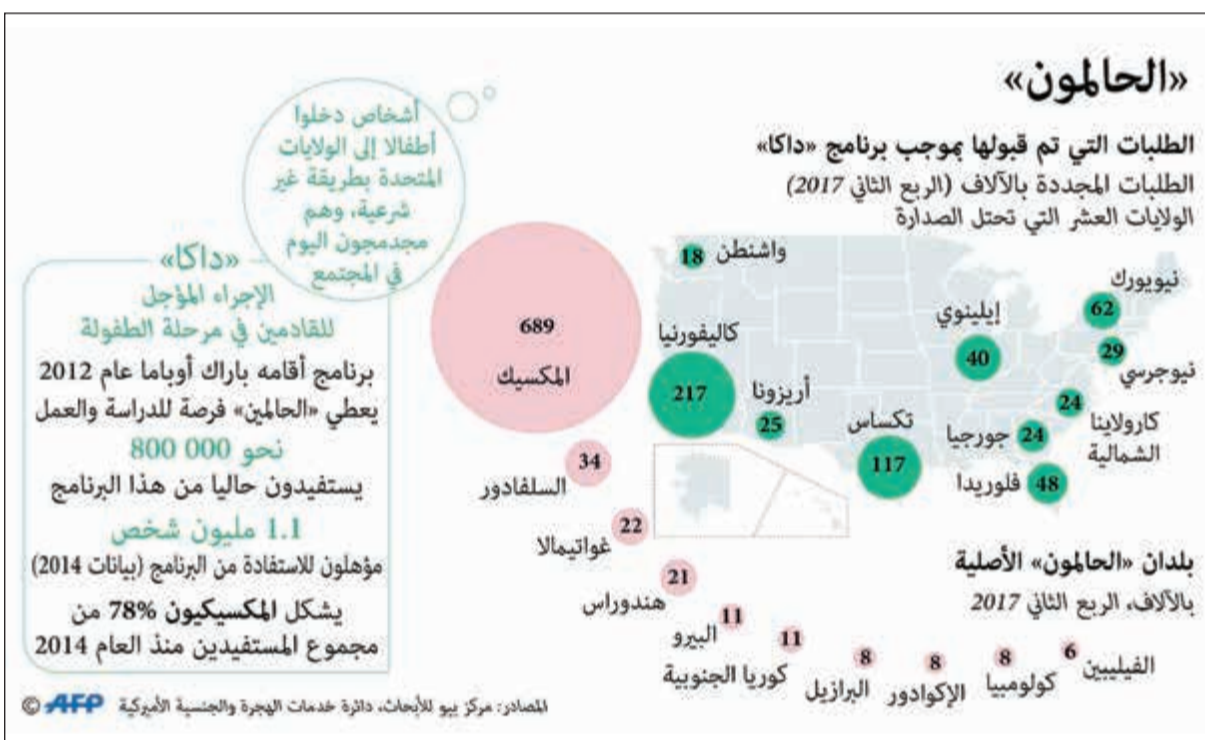 «الحالمون»
الطلبات التي تم قبولها بموجب برنامج «داكا»
الطلبات المجددة بالآلاف (الربع الثاني 2017)
الولايات العشر التي تحتل الصدارة
واشنطن 18
نيويورك
62
إيلينوي
40
29
نيوجرسي
كاليفورنيا
217
أريزونا
25
تكساس
117
24
كارولاينا
الشمالية
جورجيا 24
فلوريدا 48
بلدان «الحالمون» الأصلية
بالآلاف، الربع الثاني 2017
689
المكسيك
34
السلفادور
22
غواتيمالا
21
هندوراس
11
البيرو
11
كوريا الجنوبية
8
البرازيل
8
الإكوادور
8
كولومبيا
6
الفيليبين
أشخاص دخلوا
أطفالا إلى الولايات
المتحدة بطريقة غير
شرعية، وهم
مجدمجون اليوم
في المجتمع
«داكا»
الإجراء المؤجل
للقادمين في مرحلة الطفولة
برنامج أقامه باراك أوباما عام 2012
يعطي «الحالمين» فرصة للدراسة والعمل
نحو 000 800
يستفيدون حاليا من هذا البرنامج
1.1 مليون شخص
مؤهلون للاستفادة من البرنامج (بيانات 2014)
يشكل المكسيكيون 78% من
مجموع المستفيدين منذ العام 2014
المصادر: مركز بيو للأبحاث، دائرة خدمات الهجرة والجنسية الأميركية AFP ©